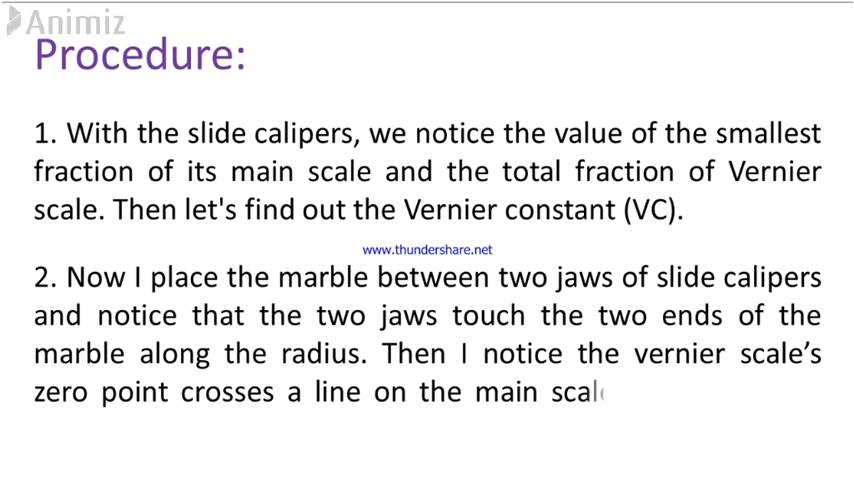 Animiz
Procedure:
1. With the slide calipers, we notice the value of the smallest
fraction of its main scale and the total fraction of Vernier
scale. Then let's find out the Vernier constant (VC).
www.thundershare.net
2. Now I place the marble between two jaws of slide calipers
and notice that the two jaws touch the two ends of the
marble along the radius. Then I notice the vernier scale’s
zero point crosses a line on the main scale